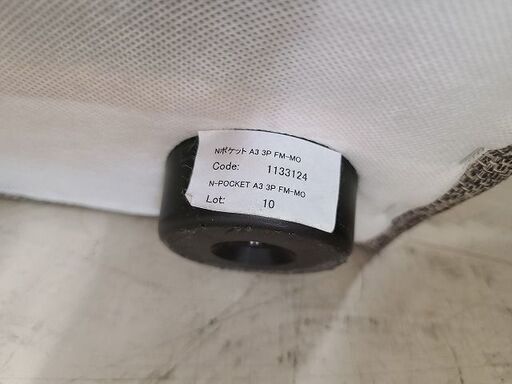 Nポケット A3 3P FM-MO
Code: 1133124
N-POCKET A3 3P FM-MO
Lot: 10